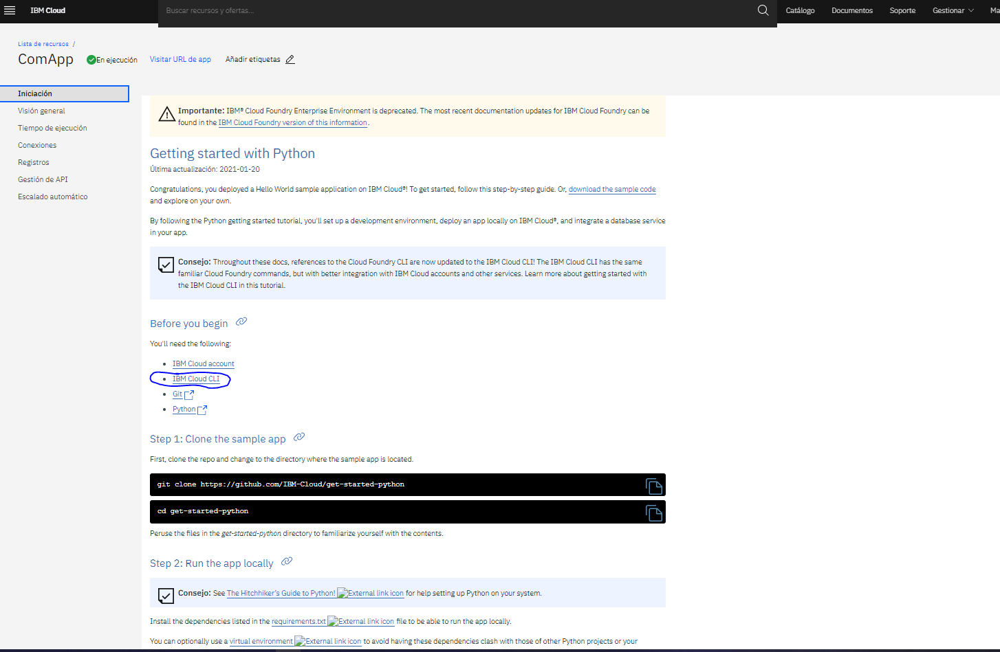 IBM Cloud
Buscar recursos y ofertas...
Catálogo
Documentos
Soporte
Gestionar
Lista de recursos /
ComApp
En ejecución
Visitar URL de app
Añadir etiquetas
Iniciación
Visión general
Tiempo de ejecución
Conexiones
Registros
Gestión de API
Escalado automático
Importante: IBM® Cloud Foundry Enterprise Environment is deprecated. The most recent documentation updates for IBM Cloud Foundry can be
found in the IBM Cloud Foundry version of this information.
Getting started with Python
Última actualización: 2021-01-20
Congratulations, you deployed a Hello World sample application on IBM Cloud®! To get started, follow this step-by-step guide. Or, download the sample code
and explore on your own.
By following the Python getting started tutorial, you'll set up a development environment, deploy an app locally on IBM Cloud®, and integrate a database service
in your app.
Consejo: Throughout these docs, references to the Cloud Foundry CLI are now updated to the IBM Cloud CLI! The IBM Cloud CLI has the same
familiar Cloud Foundry commands, but with better integration with IBM Cloud accounts and other services. Learn more about getting started with
the IBM Cloud CLI in this tutorial.
Before you begin
You'll need the following:
IBM Cloud account
IBM Cloud CLI
Git
Python
Step 1: Clone the sample app
First, clone the repo and change to the directory where the sample app is located.
git clone https://github.com/IBM-Cloud/get-started-python
cd get-started-python
Peruse the files in the get-started-python directory to familiarize yourself with the contents.
Step 2: Run the app locally
Consejo: See The Hitchhiker's Guide to Python! External link icon for help setting up Python on your system.
Install the dependencies listed in the requirements.txt External link icon file to be able to run the app locally.
You can optionally use a virtual environment External link icon to avoid having these dependencies clash with those of other Python projects or your